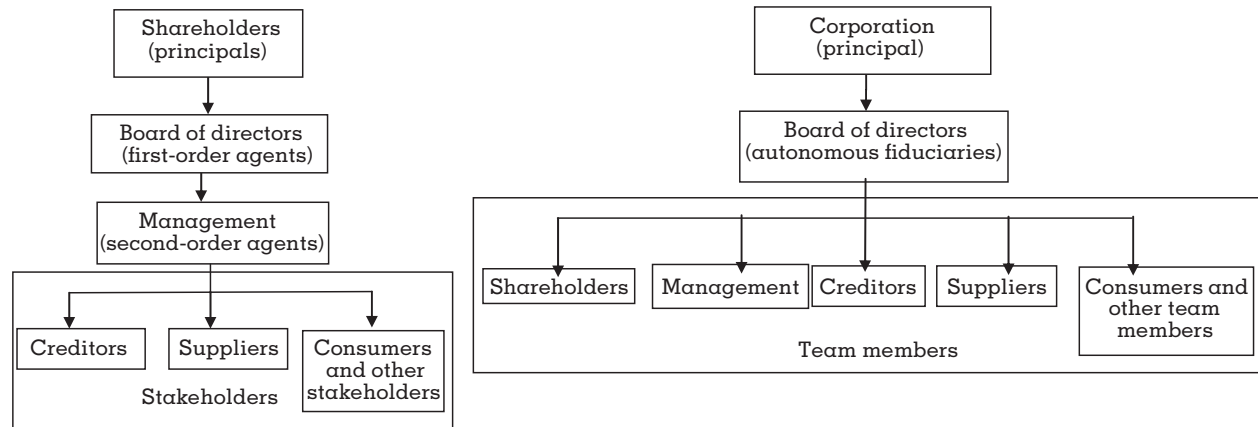 Shareholders
(principals)
Board of directors
(first-order agents)
Management
(second-order agents)
Creditors
Suppliers
Consumers
and other
stakeholders
Stakeholders
Corporation
(principal)
Board of directors
(autonomous fiduciaries)
Shareholders
Management
Creditors
Suppliers
Consumers and
other team
members
Team members